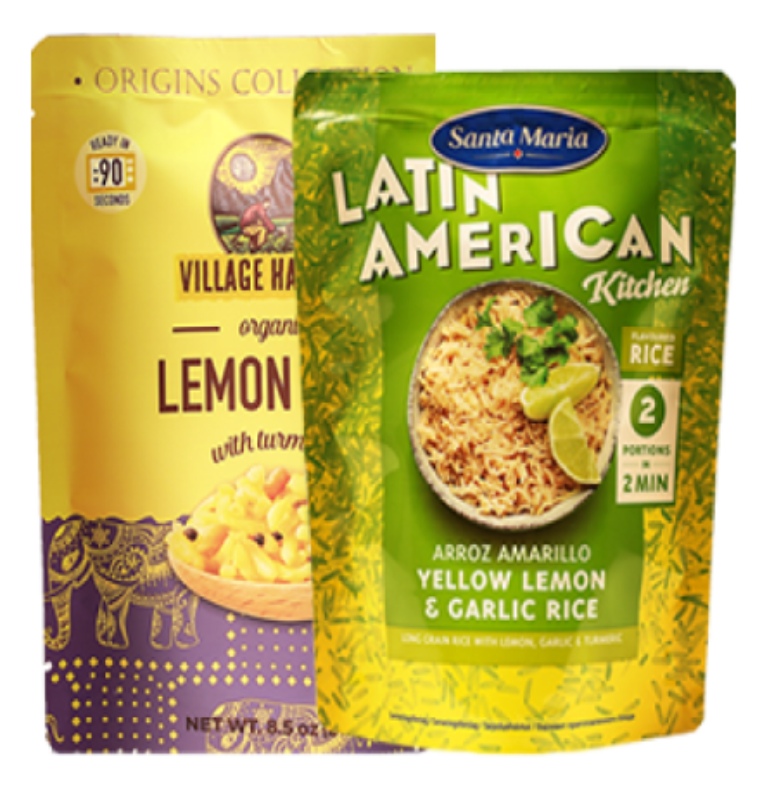 • ORIGINS COLLECTION
READY IN
:90:
SECONDS
VILLAGE HA
organi
LEMON
with turm
NET WT. 8.5 oz
Santa Maria
LATIN
AMERICAN
Kitchen
FLAVOURED
RICE
2
PORTIONS
IN
2 MIN
ARROZ AMARILLO
YELLOW LEMON
& GARLIC RICE
LONG GRAIN RICE WITH LEMON, GARLIC & TURMERIC